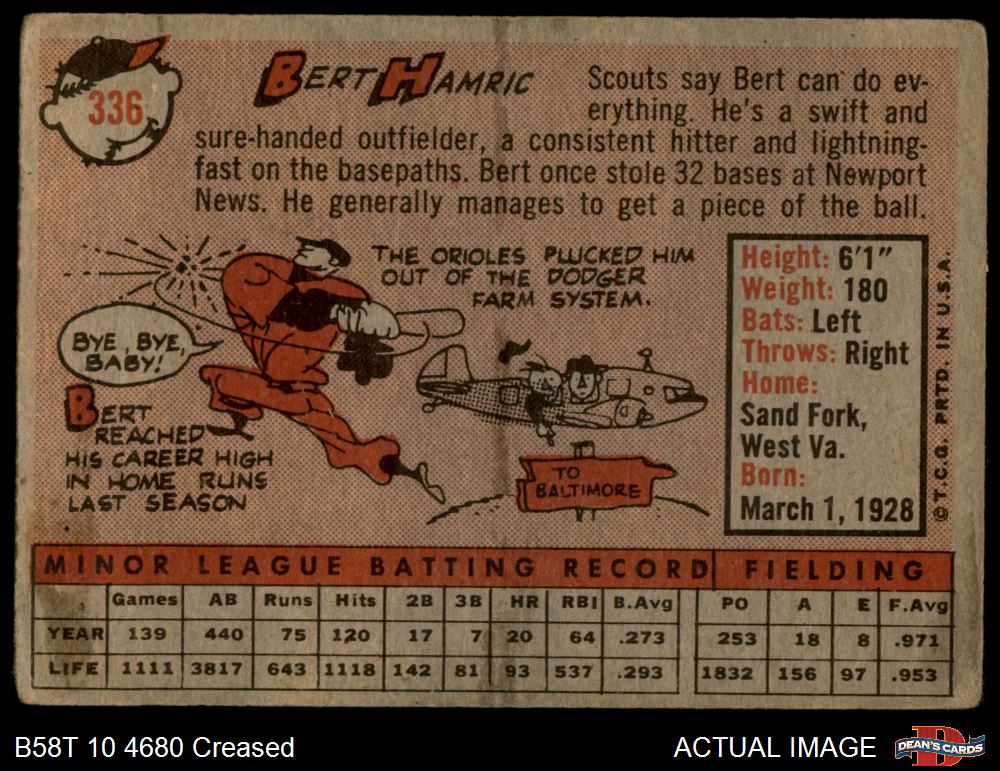 336
BERT HAMRIC
Scouts say Bert can do ev-
erything. He's a swift and
sure-handed outfielder, a consistent hitter and lightning-
fast on the basepaths. Bert once stole 32 bases at Newport
News. He generally manages to get a piece of the ball.
THE ORIOLES PLUCKED HIM
OUT OF THE DODGER
FARM SYSTEM.
BYE, BYE,
BABY!
BERT
REACHED
HIS CAREER HIGH
IN HOME RUNS
LAST SEASON
TO
BALTIMORE
Height: 6'1"
Weight: 180
Bats: Left
Throws: Right
Home:
Sand Fork,
West Va.
Born:
March 1, 1928
© T.C.G. PRTD. IN U.S.A.
MINOR LEAGUE BATTING RECORD FIELDING
Games AB Runs Hits 2B 3B HR RBI B.Avg PO A E F.Avg
YEAR 139 440 75 120 17 7 20 64 .273 253 18 8 .971
LIFE 1111 3817 643 1118 142 81 93 537 .293 1832 156 97 .953
B58T 10 4680 Creased
ACTUAL IMAGE
D
DEAN'S CARDS